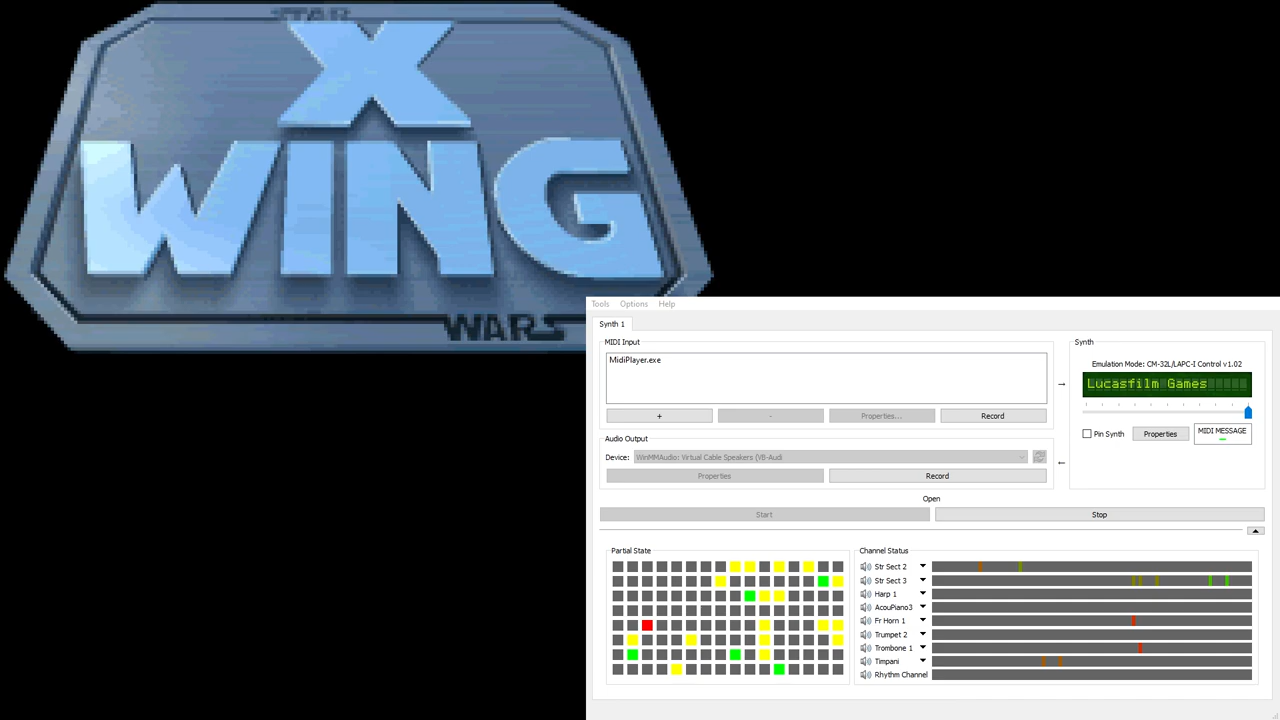 STAR
X
WING
WARS
Tools Options Help
Synth 1
MIDI Input
MidiPlayer.exe
+ - Properties... Record
→
Audio Output
Device: WinMMAudio: Virtual Cable Speakers (VB-Audi
Properties Record
←
Synth
Emulation Mode: CM-32L/LAPC-I Control v1.02
Lucasfilm Games
Pin Synth Properties MIDI MESSAGE
Open
Start Stop
Partial State
Channel Status
Str Sect 2
Str Sect 3
Harp 1
AcouPiano3
Fr Horn 1
Trumpet 2
Trombone 1
Timpani
Rhythm Channel